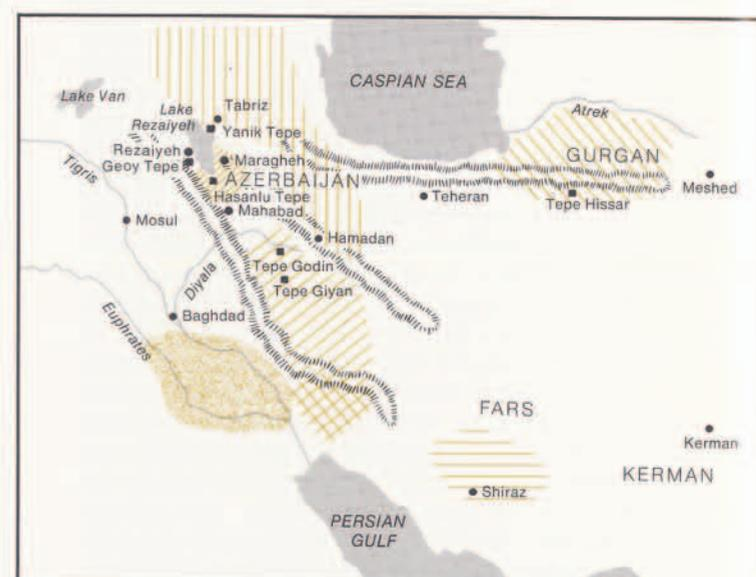 CASPIAN SEA
Lake Van
Lake
Rezaiyeh
Tabriz
Yanik Tepe
Atrek
Rezaiyeh
Geoy Tepe
Maragheh
GURGAN
AZERBAIJAN
Meshed
Tigris
Hasanlu Tepe
Mahabad
Teheran
Tepe Hissar
Mosul
Hamadan
Tepe Godin
Diyala
Tepe Giyan
Baghdad
Euphrates
FARS
Kerman
KERMAN
Shiraz
PERSIAN
GULF